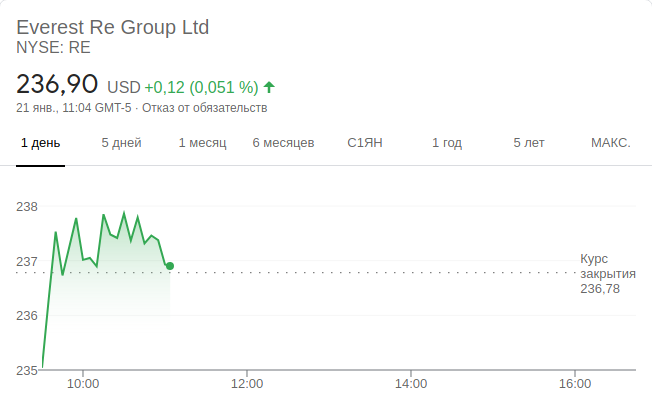 Everest Re Group Ltd
NYSE: RE
236,90 USD +0,12 (0,051 %)
21 янв., 11:04 GMT-5 · Отказ от обязательств
1 день 5 дней 1 месяц 6 месяцев С1ЯН 1 год 5 лет МАКС.
238
237
236
235
Курс
закрытия
236,78
10:00 12:00 14:00 16:00